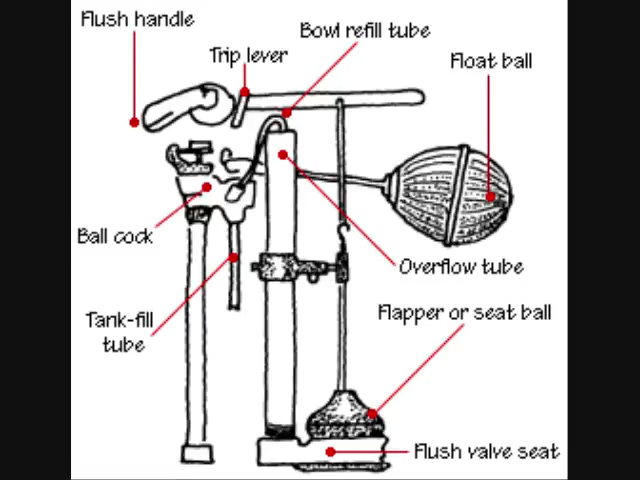 Flush handle
Bowl refill tube
Trip lever
Float ball
Ball cock
Overflow tube
Flapper or seat ball
Tank-fill
tube
Flush valve seat